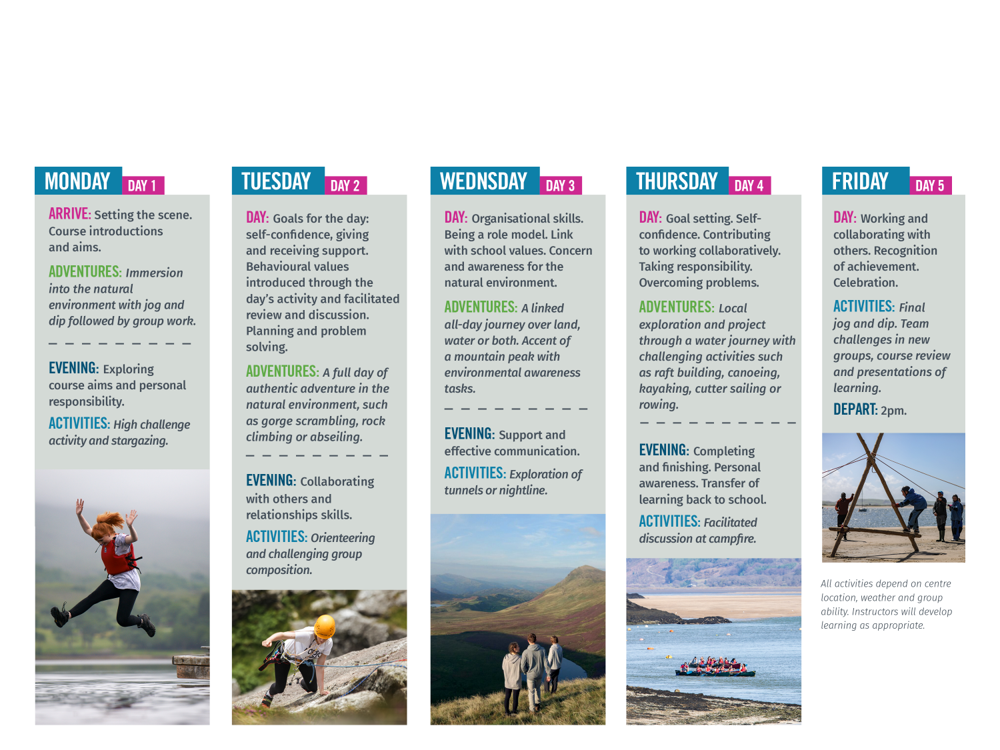 MONDAY
DAY 1
ARRIVE: Setting the scene.
Course introductions
and aims.
ADVENTURES: Immersion
into the natural
environment with jog and
dip followed by group work.
EVENING: Exploring
course aims and personal
responsibility.
ACTIVITIES: High challenge
activity and stargazing.
TUESDAY
DAY 2
DAY: Goals for the day:
self-confidence, giving
and receiving support.
Behavioural values
introduced through the
day’s activity and facilitated
review and discussion.
Planning and problem
solving.
ADVENTURES: A full day of
authentic adventure in the
natural environment, such
as gorge scrambling, rock
climbing or abseiling.
EVENING: Collaborating
with others and
relationships skills.
ACTIVITIES: Orienteering
and challenging group
composition.
WEDNSDAY
DAY 3
DAY: Organisational skills.
Being a role model. Link
with school values. Concern
and awareness for the
natural environment.
ADVENTURES: A linked
all-day journey over land,
water or both. Accent of
a mountain peak with
environmental awareness
tasks.
EVENING: Support and
effective communication.
ACTIVITIES: Exploration of
tunnels or nightline.
THURSDAY
DAY 4
DAY: Goal setting. Self-
confidence. Contributing
to working collaboratively.
Taking responsibility.
Overcoming problems.
ADVENTURES: Local
exploration and project
through a water journey with
challenging activities such
as raft building, canoeing,
kayaking, cutter sailing or
rowing.
EVENING: Completing
and finishing. Personal
awareness. Transfer of
learning back to school.
ACTIVITIES: Facilitated
discussion at campfire.
FRIDAY
DAY 5
DAY: Working and
collaborating with
others. Recognition
of achievement.
Celebration.
ACTIVITIES: Final
jog and dip. Team
challenges in new
groups, course review
and presentations of
learning.
DEPART: 2pm.
All activities depend on centre
location, weather and group
ability. Instructors will develop
learning as appropriate.